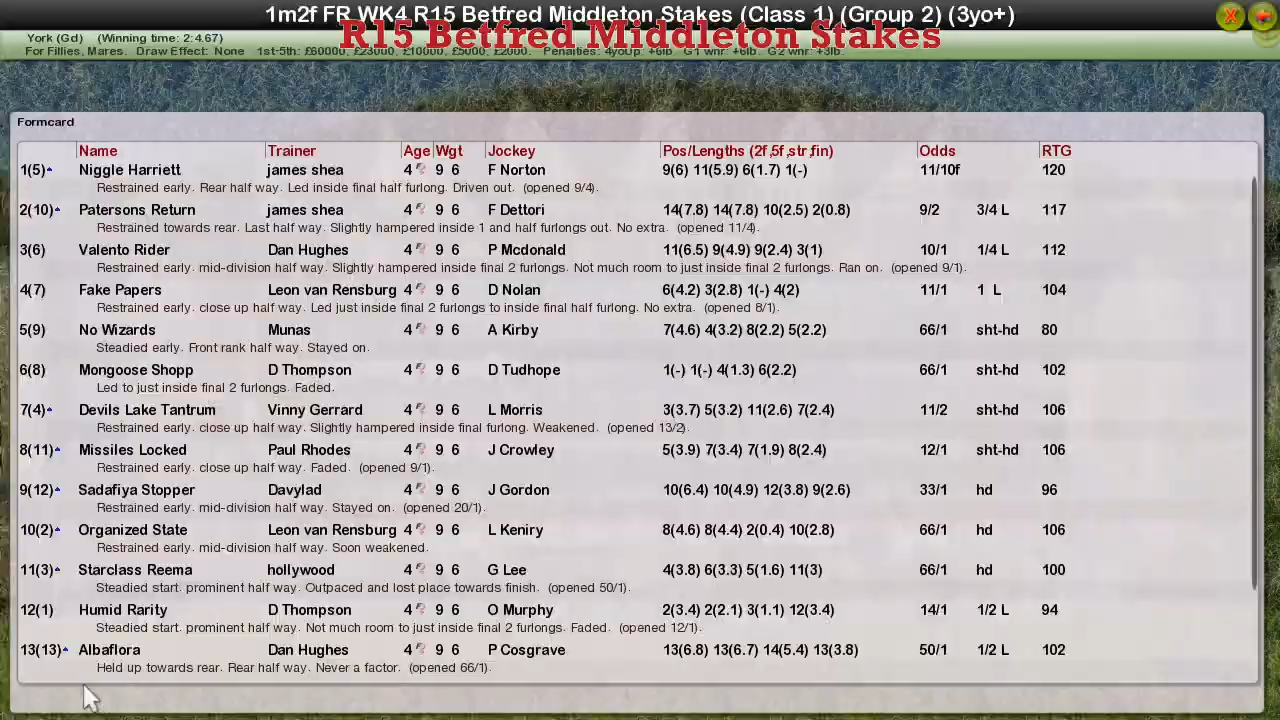 1m2f FR WK4 R15 Betfred Middleton Stakes (Class 1) (Group 2) (3yo+)
R15 Betfred Middleton Stakes
York (Gd) (Winning time: 2:4.67)
For Fillies, Mares. Draw Effect: None 1st-5th: £60000, £23000, £10000, £5000, £2000. Penalties: 4yoUp: +6lb. G1 wnr: +6lb. G2 wnr: +3lb.
Formcard
Name Trainer Age Wgt Jockey Pos/Lengths (2f,5f,str,fin) Odds RTG
1(5) Niggle Harriett james shea 4 9 6 F Norton 9(6) 11(5.9) 6(1.7) 1(-) 11/10f 120
Restrained early. Rear half way. Led inside final half furlong. Driven out. (opened 9/4).
2(10) Patersons Return james shea 4 9 6 F Dettori 14(7.8) 14(7.8) 10(2.5) 2(0.8) 9/2 3/4 L 117
Restrained towards rear. Last half way. Slightly hampered inside 1 and half furlongs out. No extra. (opened 11/4).
3(6) Valento Rider Dan Hughes 4 9 6 P Mcdonald 11(6.5) 9(4.9) 9(2.4) 3(1) 10/1 1/4 L 112
Restrained early. mid-division half way. Slightly hampered inside final 2 furlongs. Not much room to just inside final 2 furlongs. Ran on. (opened 9/1).
4(7) Fake Papers Leon van Rensburg 4 9 6 D Nolan 6(4.2) 3(2.8) 1(-) 4(2) 11/1 1 L 104
Restrained early. close up half way. Led just inside final 2 furlongs to inside final half furlong. No extra. (opened 8/1).
5(9) No Wizards Munas 4 9 6 A Kirby 7(4.6) 4(3.2) 8(2.2) 5(2.2) 66/1 sht-hd 80
Steadied early. Front rank half way. Stayed on.
6(8) Mongoose Shopp D Thompson 4 9 6 D Tudhope 1(-) 1(-) 4(1.3) 6(2.2) 66/1 sht-hd 102
Led to just inside final 2 furlongs. Faded.
7(4) Devils Lake Tantrum Vinny Gerrard 4 9 6 L Morris 3(3.7) 5(3.2) 11(2.6) 7(2.4) 11/2 sht-hd 106
Restrained early. close up half way. Slightly hampered inside final furlong. Weakened. (opened 13/2).
8(11) Missiles Locked Paul Rhodes 4 9 6 J Crowley 5(3.9) 7(3.4) 7(1.9) 8(2.4) 12/1 sht-hd 106
Restrained early. close up half way. Faded. (opened 9/1).
9(12) Sadafiya Stopper Davylad 4 9 6 J Gordon 10(6.4) 10(4.9) 12(3.8) 9(2.6) 33/1 hd 96
Restrained early. mid-division half way. Stayed on. (opened 20/1).
10(2) Organized State Leon van Rensburg 4 9 6 L Keniry 8(4.6) 8(4.4) 2(0.4) 10(2.8) 66/1 hd 106
Restrained early. mid-division half way. Soon weakened.
11(3) Starclass Reema hollywood 4 9 6 G Lee 4(3.8) 6(3.3) 5(1.6) 11(3) 66/1 hd 100
Steadied start. prominent half way. Outpaced and lost place towards finish. (opened 50/1).
12(1) Humid Rarity D Thompson 4 9 6 O Murphy 2(3.4) 2(2.1) 3(1.1) 12(3.4) 14/1 1/2 L 94
Steadied start. prominent half way. Not much room to just inside final 2 furlongs. Faded. (opened 12/1).
13(13) Albaflora Dan Hughes 4 9 6 P Cosgrave 13(6.8) 13(6.7) 14(5.4) 13(3.8) 50/1 1/2 L 102
Held up towards rear. Rear half way. Never a factor. (opened 66/1).